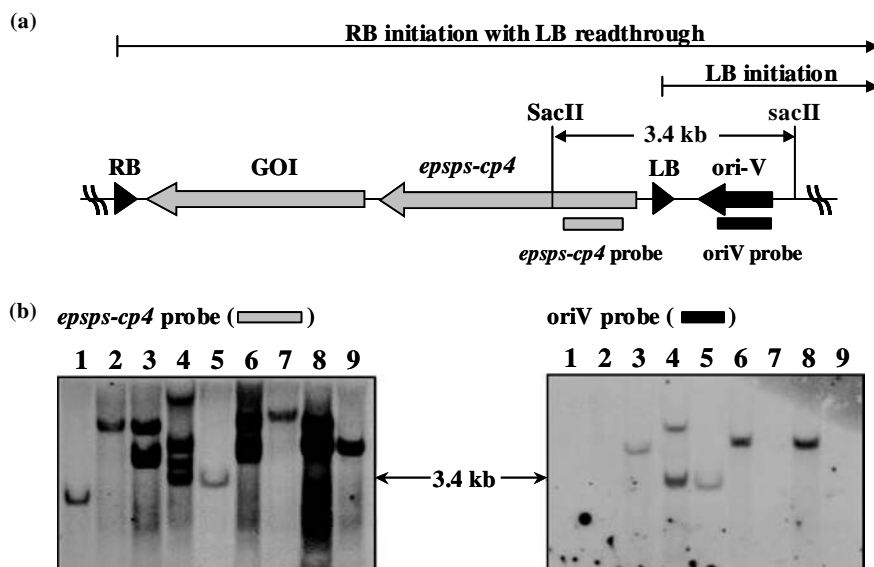 (a)
RB initiation with LB readthrough
LB initiation
SacII sacII
3.4 kb
RB GOI epsps-cp4 LB ori-V
epsps-cp4 probe oriV probe
(b)
epsps-cp4 probe ( ) oriV probe ( )
1 2 3 4 5 6 7 8 9 1 2 3 4 5 6 7 8 9
3.4 kb